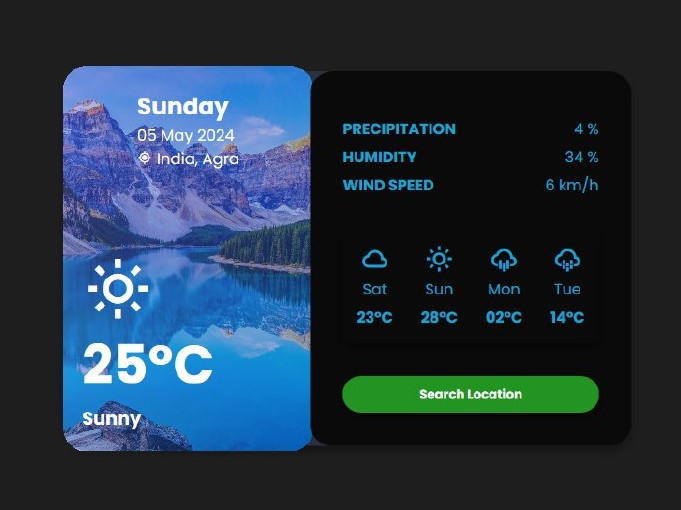 Sunday
05 May 2024
India, Agra
25°C
Sunny
PRECIPITATION 4 %
HUMIDITY 34 %
WIND SPEED 6 km/h
Sat Sun Mon Tue
23°C 28°C 02°C 14°C
Search Location